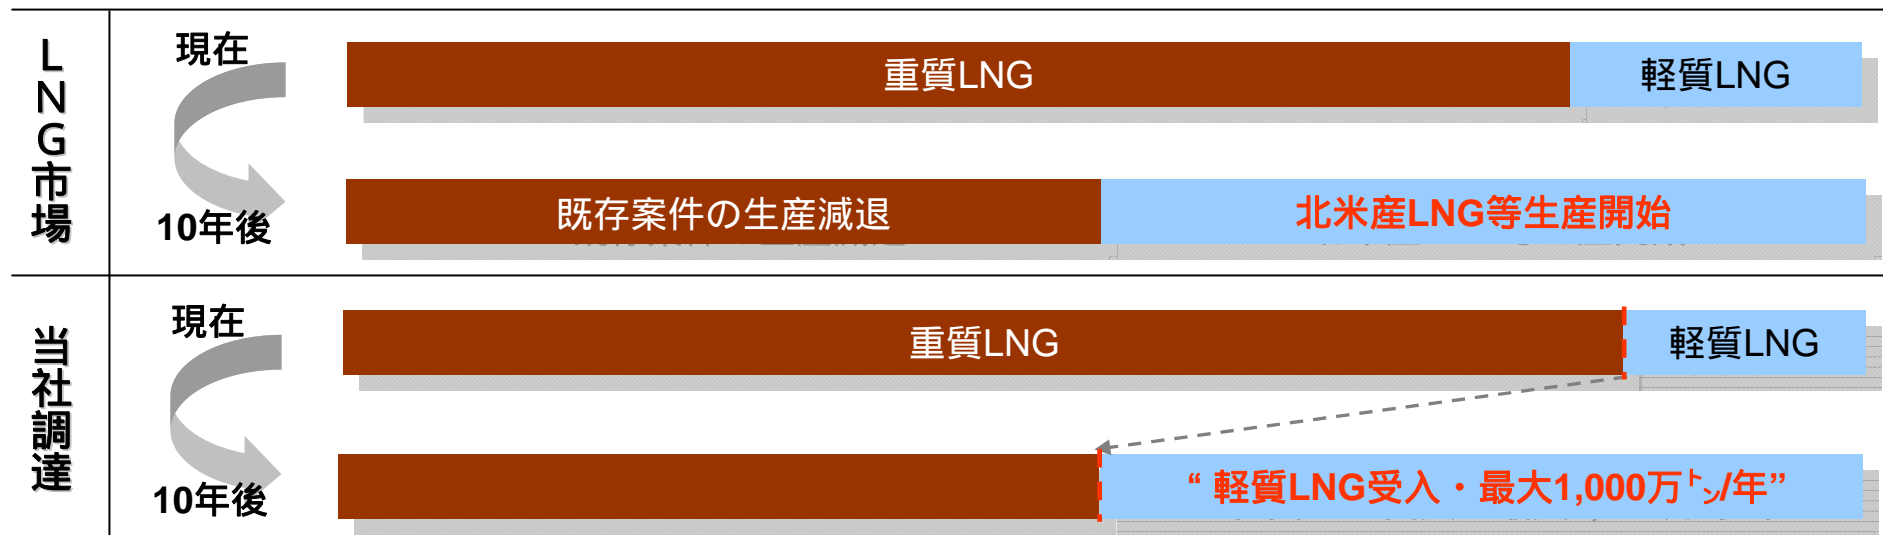 LNG市場
現在
重質LNG
軽質LNG
10年後
既存案件の生産減退
北米産LNG等生産開始
当社調達
現在
重質LNG
軽質LNG
10年後
“ 軽質LNG受入・最大1,000万㌧/年”